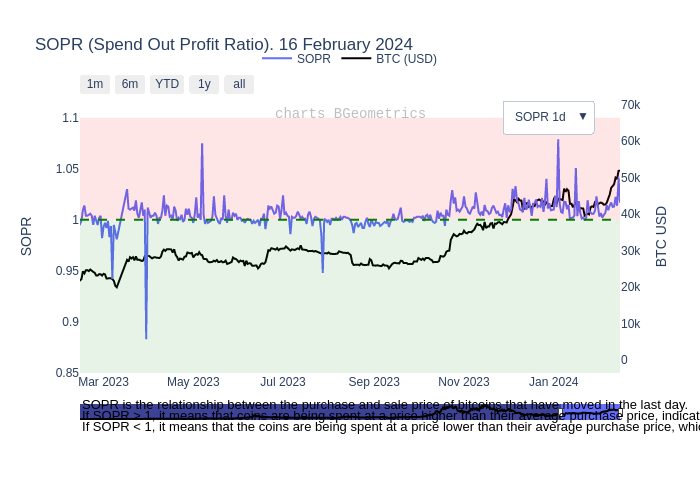 SOPR (Spend Out Profit Ratio). 16 February 2024
SOPR
BTC (USD)
1m
6m
YTD
1y
all
charts BGeometrics
SOPR 1d
▼
1.1
1.05
1
0.95
0.9
0.85
SOPR
70k
60k
50k
40k
30k
20k
10k
0
BTC USD
Mar 2023
May 2023
Jul 2023
Sep 2023
Nov 2023
Jan 2024
SOPR is the relationship between the purchase and sale price of bitcoins that have moved in the last day.
If SOPR > 1, it means that coins are being spent at a price higher than their average purchase price, indicat
If SOPR < 1, it means that the coins are being spent at a price lower than their average purchase price, whic